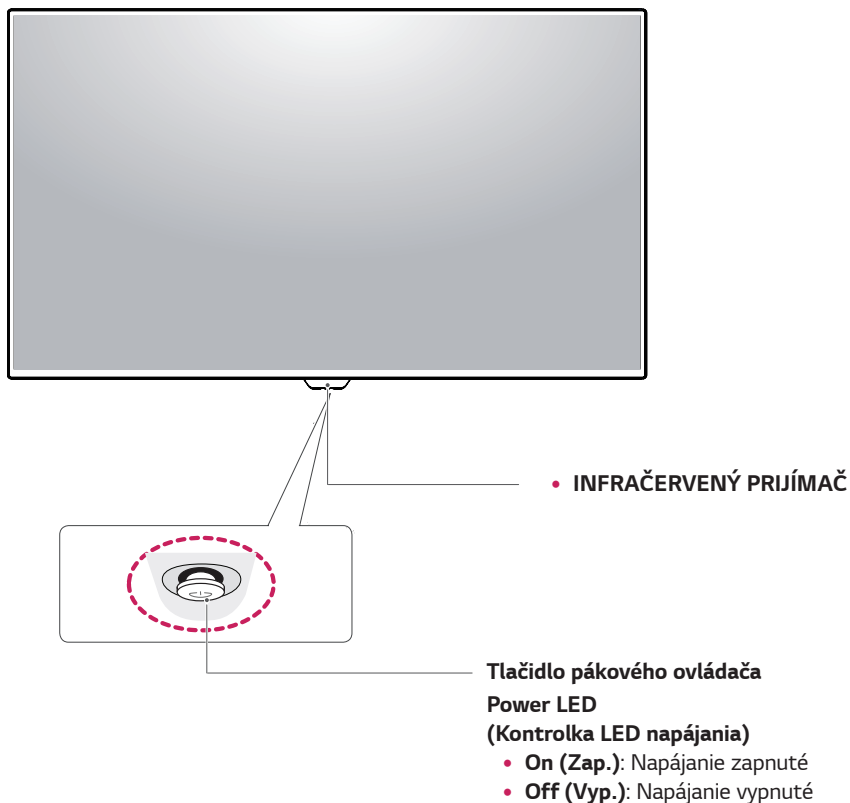 • INFRAČERVENÝ PRIJÍMAČ
Tlačidlo pákového ovládača
Power LED
(Kontrolka LED napájania)
• On (Zap.): Napájanie zapnuté
• Off (Vyp.): Napájanie vypnuté